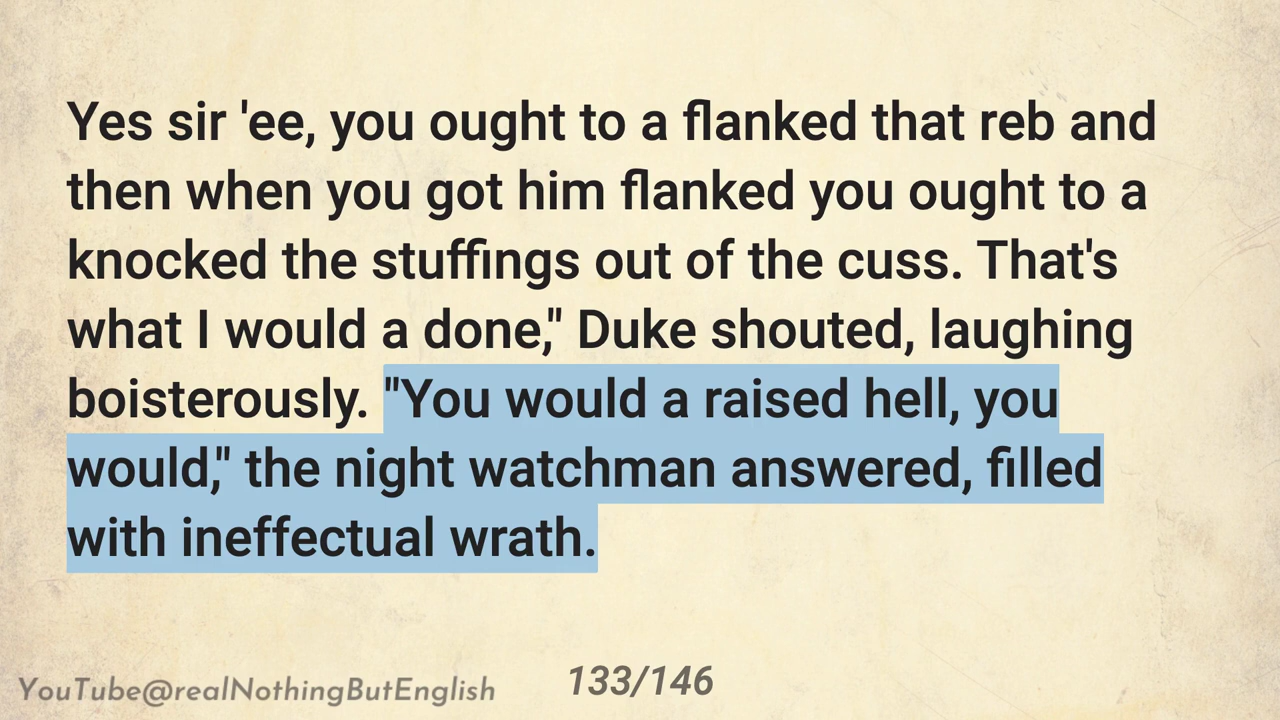 Yes sir 'ee, you ought to a flanked that reb and
then when you got him flanked you ought to a
knocked the stuffings out of the cuss. That's
what I would a done," Duke shouted, laughing
boisterously. "You would a raised hell, you
would," the night watchman answered, filled
with ineffectual wrath.
YouTube@realNothingButEnglish
133/146